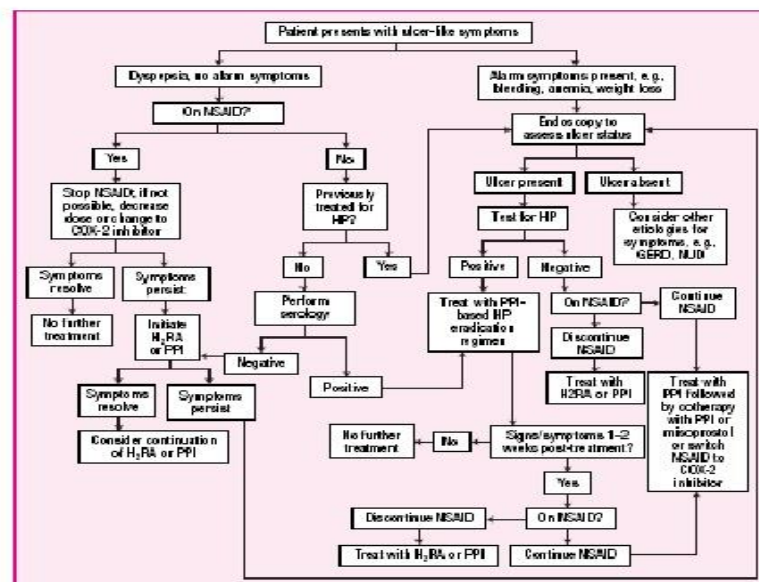 Patient presents with ulcer-like symptoms
Dyspepsia, no alarm symptoms
Alarm symptoms present, e.g.,
bleeding, anemia, weight loss
On NSAID?
Endoscopy to
assess ulcer status
Yes
No
Stop NSAID; if not
possible, decrease
dose or change to
COX-2 inhibitor
Previously
treated for
HP?
Ulcer present
Ulcer absent
Test for HP
Consider other
etiologies for
symptoms, e.g.,
GERD, NUD
Symptoms
resolve
Symptoms
persist
No
Yes
Positive
Negative
No further
treatment
Initiate
H2RA
or PPI
Perform
serology
Treat with PPI-
based HP
eradication
regimen
On NSAID?
Continue
NSAID
Discontinue
NSAID
Negative
Positive
Treat with
H2RA or PPI
Treat with
PPI followed
by cotherapy
with PPI or
misoprostol
or switch
NSAID to
COX-2
inhibitor
Symptoms
resolve
Symptoms
persist
Consider continuation
of H2RA or PPI
No further
treatment
No
Signs/symptoms 1–2
weeks post-treatment?
Yes
Discontinue NSAID
On NSAID?
Treat with H2RA or PPI
Continue NSAID